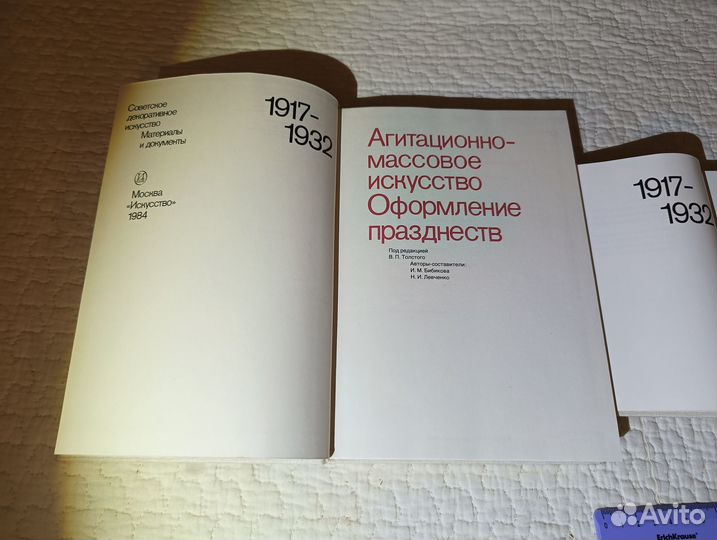 Советское
декоративное
искусство
Материалы
и документы
1917-
1932
Москва
«Искусство»
1984
Агитационно-
массовое
искусство
Оформление
празднеств
Под редакцией
В. П. Толстого
Авторы-составители:
И. М. Бибикова
Н. И. Левченко
1917-
1932
ErichKrause
Avito